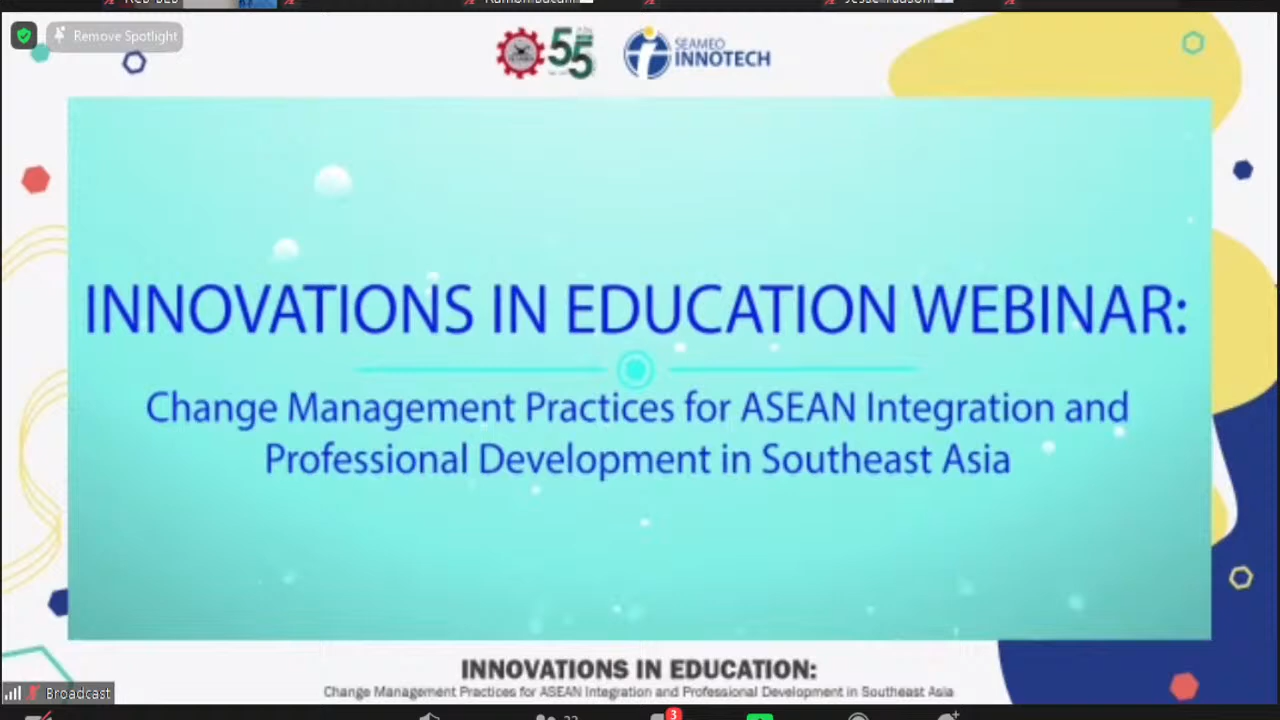 Remove Spotlight
55
SEAMEO
INNOTECH
INNOVATIONS IN EDUCATION WEBINAR:
Change Management Practices for ASEAN Integration and
Professional Development in Southeast Asia
INNOVATIONS IN EDUCATION:
Change Management Practices for ASEAN Integration and Professional Development in Southeast Asia
Broadcast
3